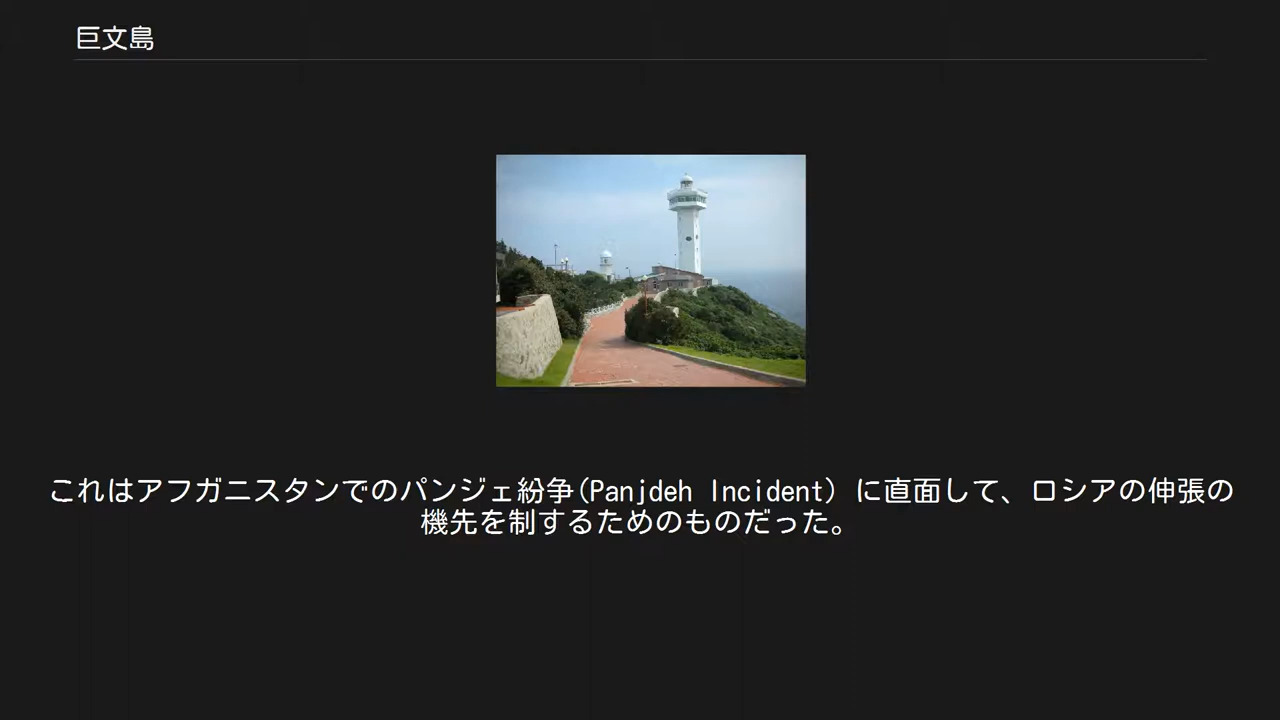 巨文島
これはアフガニスタンでのパンジェ紛争(Panjdeh Incident) に直面して、ロシアの伸張の
機先を制するためのものだった。